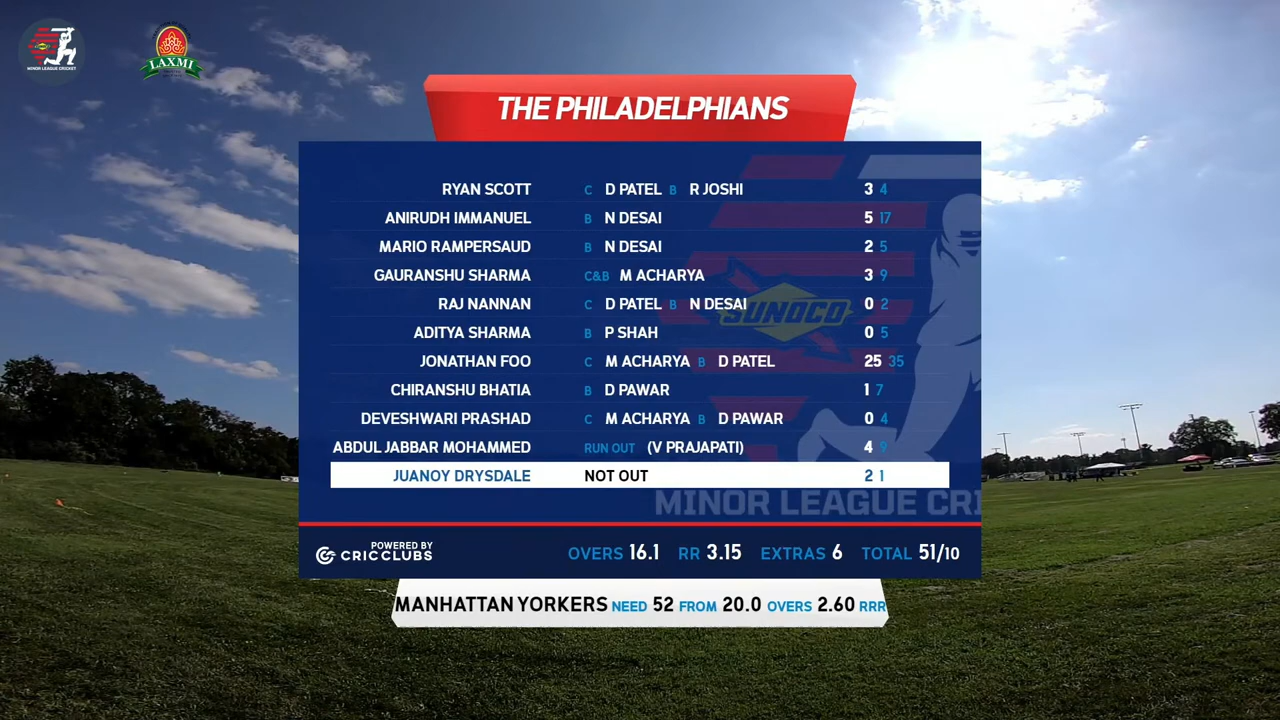 MINOR LEAGUE CRICKET
LAXMI
THE PHILADELPHIANS
RYAN SCOTT C D PATEL B R JOSHI 3 4
ANIRUDH IMMANUEL B N DESAI 5 17
MARIO RAMPERSAUD B N DESAI 2 5
GAURANSHU SHARMA C&B M ACHARYA 3 9
RAJ NANNAN C D PATEL B N DESAI 0 2
SUNOCO
ADITYA SHARMA B P SHAH 0 5
JONATHAN FOO C M ACHARYA B D PATEL 25 35
CHIRANSHU BHATIA B D PAWAR 1 7
DEVESHWARI PRASHAD C M ACHARYA B D PAWAR 0 4
ABDUL JABBAR MOHAMMED RUN OUT (V PRAJAPATI) 4 9
JUANOY DRYSDALE NOT OUT 2 1
MINOR LEAGUE CRI
POWERED BY
CRICCLUBS
OVERS 16.1 RR 3.15 EXTRAS 6 TOTAL 51/10
MANHATTAN YORKERS NEED 52 FROM 20.0 OVERS 2.60 RRR